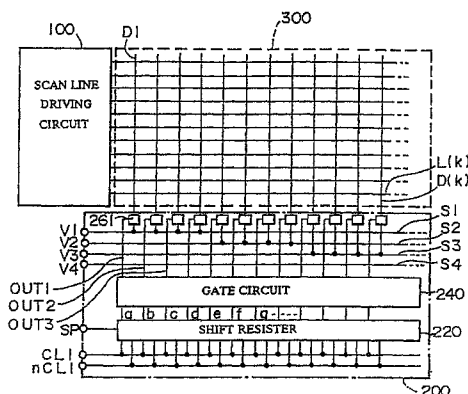 100
300
D1
SCAN LINE
DRIVING
CIRCUIT
L(k)
D(k)
261
V1
V2
V3
V4
S1
S2
S3
S4
OUT1
OUT2
OUT3
GATE CIRCUIT
240
a b c d e f g----
SP
SHIFT REGISTER
220
CL1
nCL1
200